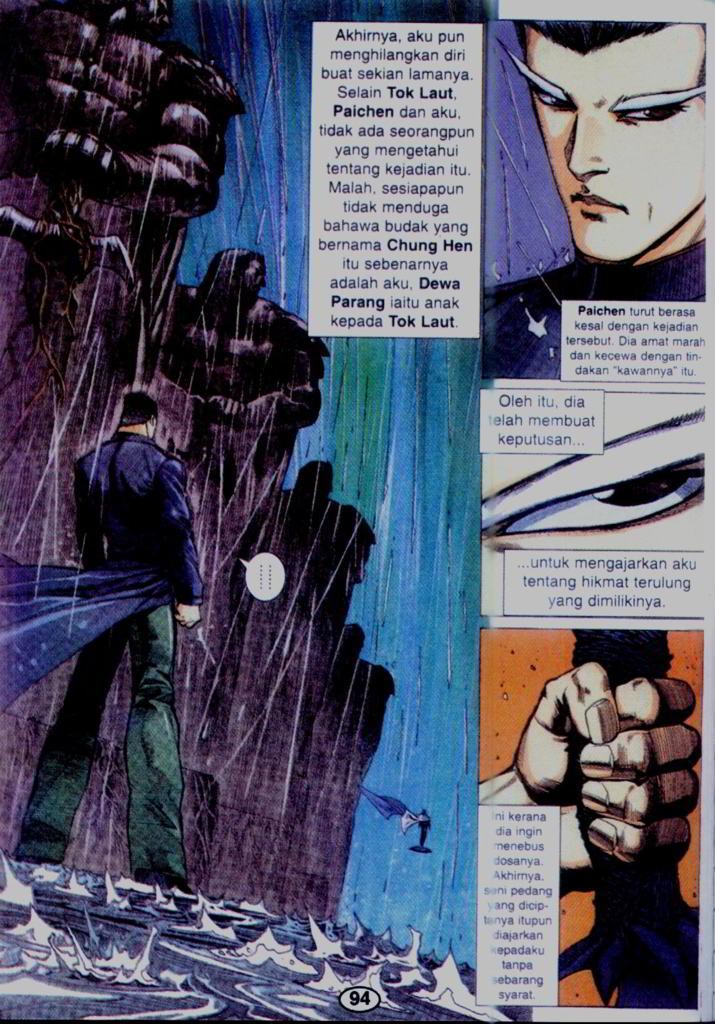 Akhirnya, aku pun
menghilangkan diri
buat sekian lamanya.
Selain Tok Laut,
Paichen dan aku,
tidak ada seorangpun
yang mengetahui
tentang kejadian itu.
Malah, sesiapapun
tidak menduga
bahawa budak yang
bernama Chung Hen
itu sebenarnya
adalah aku, Dewa
Parang iaitu anak
kepada Tok Laut.
Paichen turut berasa
kesal dengan kejadian
tersebut. Dia amat marah
dan kecewa dengan tin-
dakan "kawannya" itu.
Oleh itu, dia
telah membuat
keputusan...
...untuk mengajarkan aku
tentang hikmat terulung
yang dimilikinya.
Ini kerana
dia ingin
menebus
dosanya.
Akhirnya,
seni pedang
yang dicip-
tanya itupun
diajarkan
kepadaku
tanpa
sebarang
syarat.
94